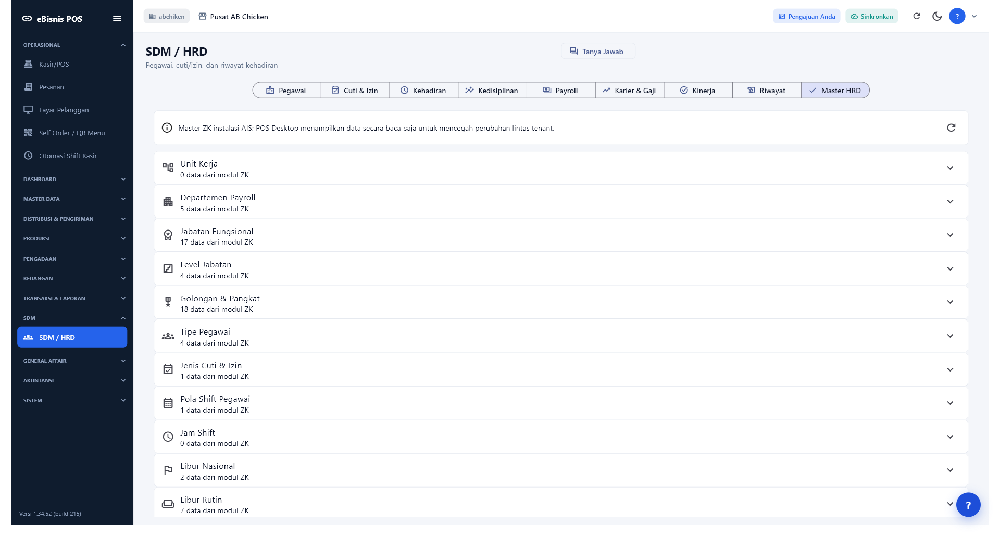 eBisnis POS
abchiken
Pusat AB Chicken
Pengajuan Anda
Sinkronkan
?
OPERASIONAL
Kasir/POS
Pesanan
Layar Pelanggan
Self Order / QR Menu
Otomasi Shift Kasir
DASHBOARD
MASTER DATA
DISTRIBUSI & PENGIRIMAN
PRODUKSI
PENGADAAN
KEUANGAN
TRANSAKSI & LAPORAN
SDM
SDM / HRD
GENERAL AFFAIR
AKUNTANSI
SISTEM
Versi 1.34.52 (build 215)
SDM / HRD
Pegawai, cuti/izin, dan riwayat kehadiran
Tanya Jawab
Pegawai
Cuti & Izin
Kehadiran
Kedisiplinan
Payroll
Karier & Gaji
Kinerja
Riwayat
Master HRD
Master ZK instalasi AIS; POS Desktop menampilkan data secara baca-saja untuk mencegah perubahan lintas tenant.
Unit Kerja
0 data dari modul ZK
Departemen Payroll
5 data dari modul ZK
Jabatan Fungsional
17 data dari modul ZK
Level Jabatan
4 data dari modul ZK
Golongan & Pangkat
18 data dari modul ZK
Tipe Pegawai
4 data dari modul ZK
Jenis Cuti & Izin
1 data dari modul ZK
Pola Shift Pegawai
1 data dari modul ZK
Jam Shift
0 data dari modul ZK
Libur Nasional
2 data dari modul ZK
Libur Rutin
7 data dari modul ZK
?